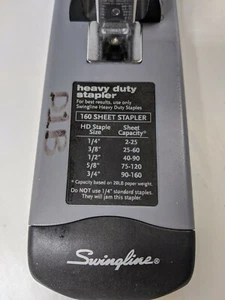 D1B
heavy duty
stapler
For best results, use only
Swingline Heavy Duty Staples
160 SHEET STAPLER
HD Staple Sheet
Size Capacity*
1/4" 2-25
3/8" 25-60
1/2" 40-90
5/8" 75-120
3/4" 90-160
* Capacity based on 20LB paper weight.
Do NOT use 1/4" standard staples.
They will jam this stapler.
Swingline®